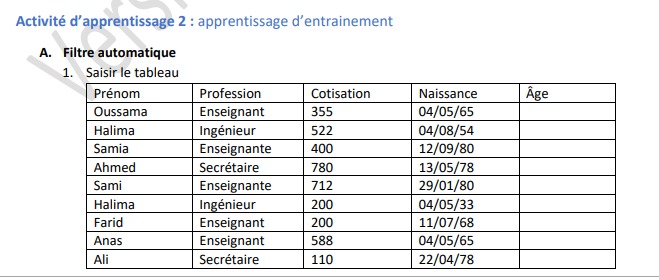 Activité d'apprentissage 2 : apprentissage d'entrainement
A. Filtre automatique
1. Saisir le tableau
Prénom Profession Cotisation Naissance Âge
Oussama Enseignant 355 04/05/65
Halima Ingénieur 522 04/08/54
Samia Enseignante 400 12/09/80
Ahmed Secrétaire 780 13/05/78
Sami Enseignante 712 29/01/80
Halima Ingénieur 200 04/05/33
Farid Enseignant 200 11/07/68
Anas Enseignant 588 04/05/65
Ali Secrétaire 110 22/04/78